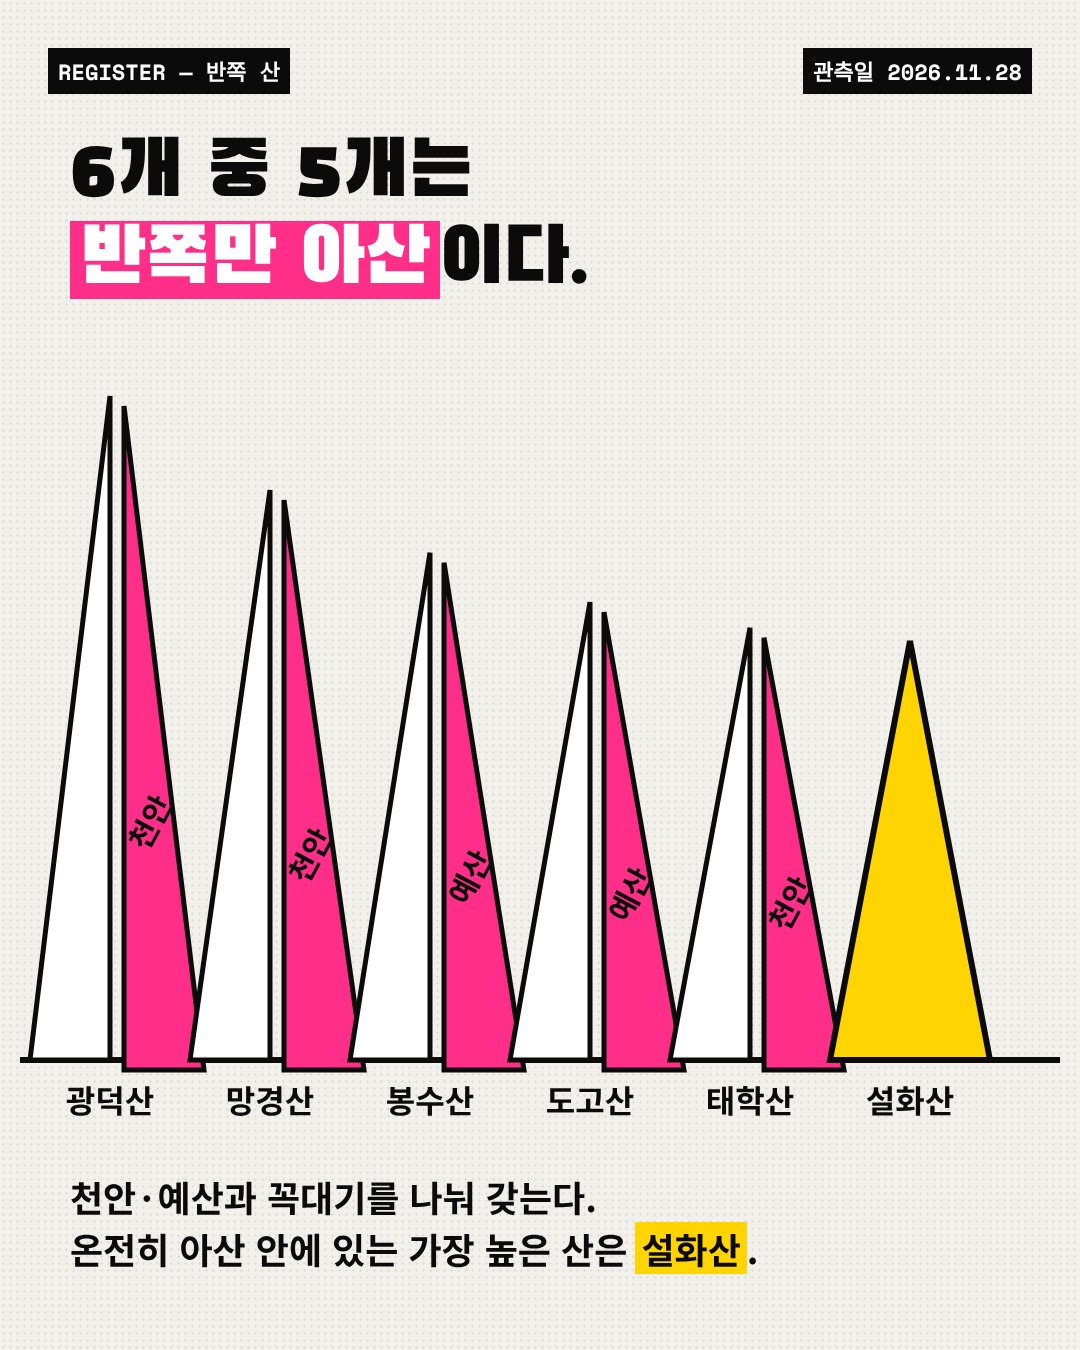 REGISTER — 반쪽 산
관측일 2026.11.28
6개 중 5개는
반쪽만 아산이다.
천안
천안
예산
예산
천안
광덕산
망경산
봉수산
도고산
태학산
설화산
천안·예산과 꼭대기를 나눠 갖는다.
온전히 아산 안에 있는 가장 높은 산은 설화산.